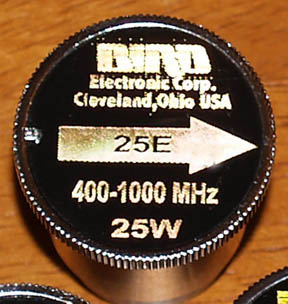 BIRD
Electronic Corp.
Cleveland,Ohio USA
25E
400-1000 MHz
25W